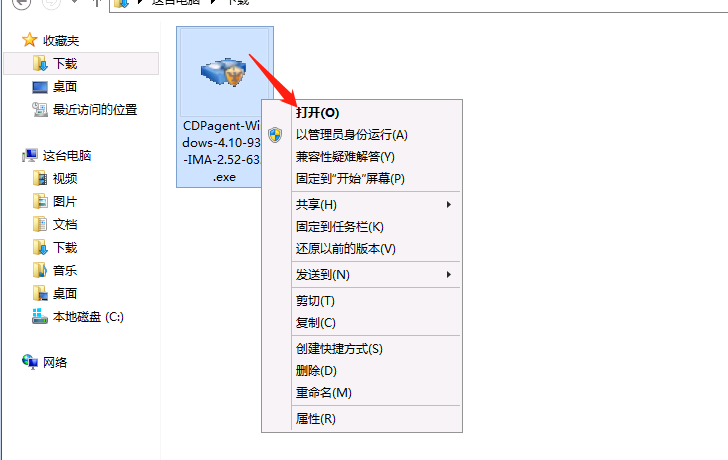 这台电脑
下载
收藏夹
下载
桌面
最近访问的位置
这台电脑
视频
图片
文档
下载
音乐
桌面
本地磁盘 (C:)
网络
CDPagent-Wi
dows-4.10-93
-IMA-2.52-63
.exe
打开(O)
以管理员身份运行(A)
兼容性疑难解答(Y)
固定到"开始"屏幕(P)
共享(H)
固定到任务栏(K)
还原以前的版本(V)
发送到(N)
剪切(T)
复制(C)
创建快捷方式(S)
删除(D)
重命名(M)
属性(R)